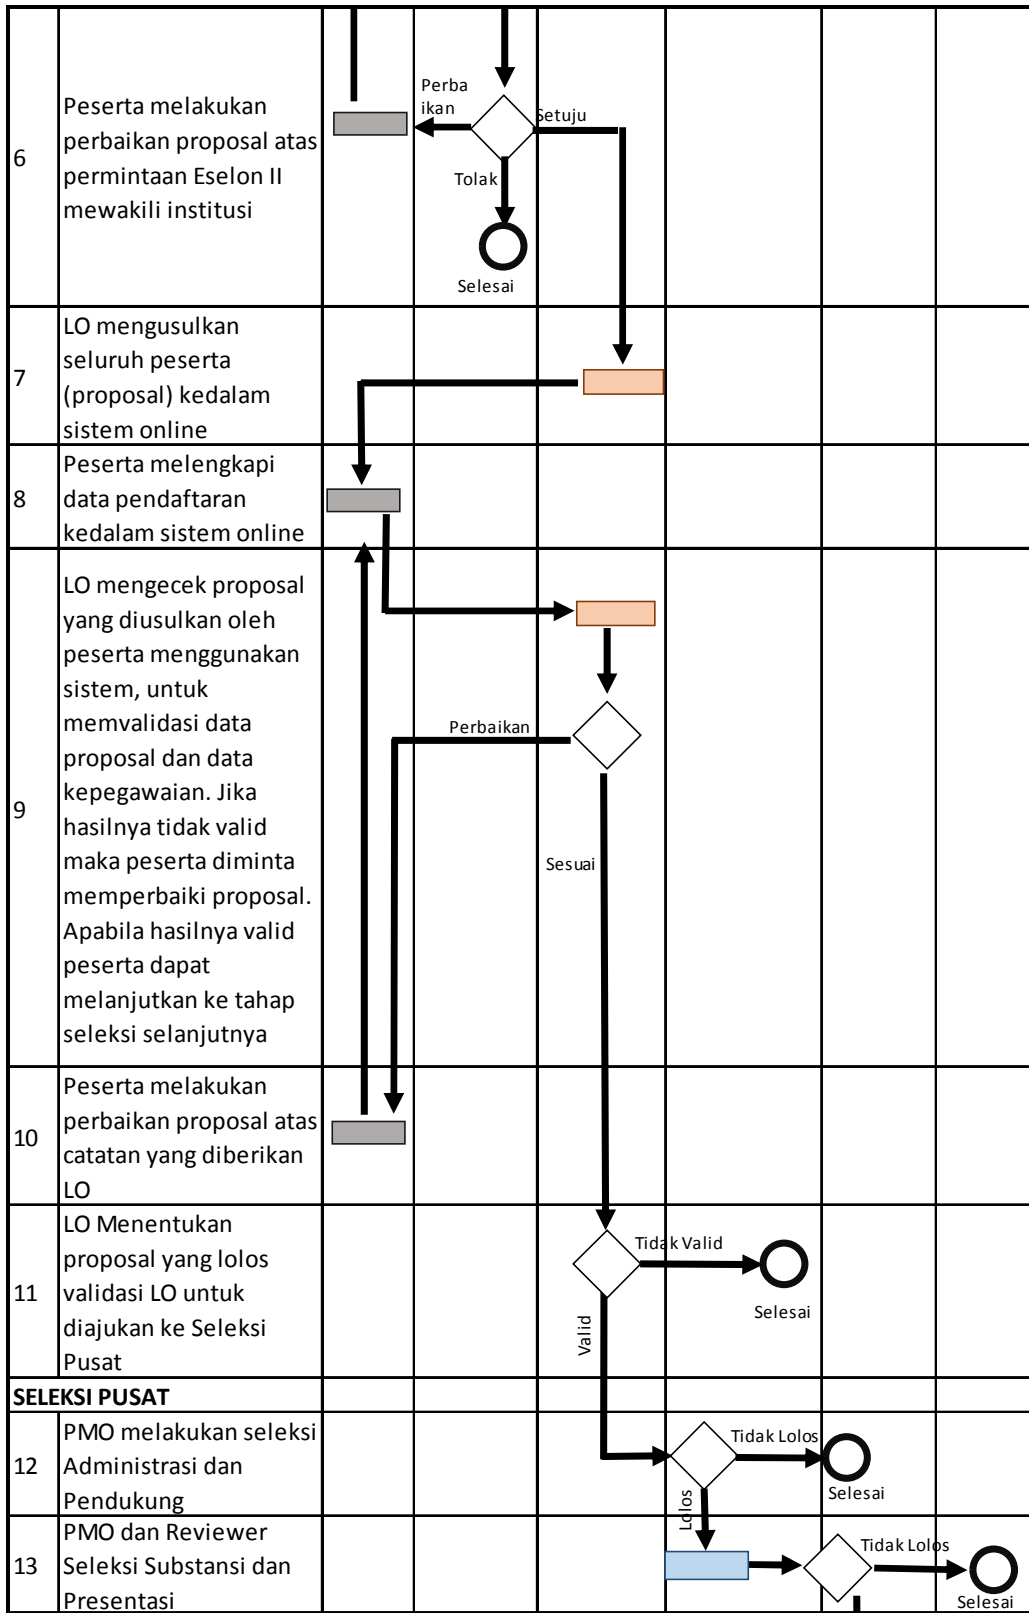 6
Peserta melakukan
perbaikan proposal atas
permintaan Eselon II
mewakili institusi
Perba
ikan
Setuju
Tolak
Selesai
7
LO mengusulkan
seluruh peserta
(proposal) kedalam
sistem online
8
Peserta melengkapi
data pendaftaran
kedalam sistem online
9
LO mengecek proposal
yang diusulkan oleh
peserta menggunakan
sistem, untuk
memvalidasi data
proposal dan data
kepegawaian. Jika
hasilnya tidak valid
maka peserta diminta
memperbaiki proposal.
Apabila hasilnya valid
peserta dapat
melanjutkan ke tahap
seleksi selanjutnya
Perbaikan
Sesuai
10
Peserta melakukan
perbaikan proposal atas
catatan yang diberikan
LO
11
LO Menentukan
proposal yang lolos
validasi LO untuk
diajukan ke Seleksi
Pusat
Tidak Valid
Selesai
Valid
SELEKSI PUSAT
12
PMO melakukan seleksi
Administrasi dan
Pendukung
Tidak Lolos
Selesai
Lolos
13
PMO dan Reviewer
Seleksi Substansi dan
Presentasi
Tidak Lolos
Selesai